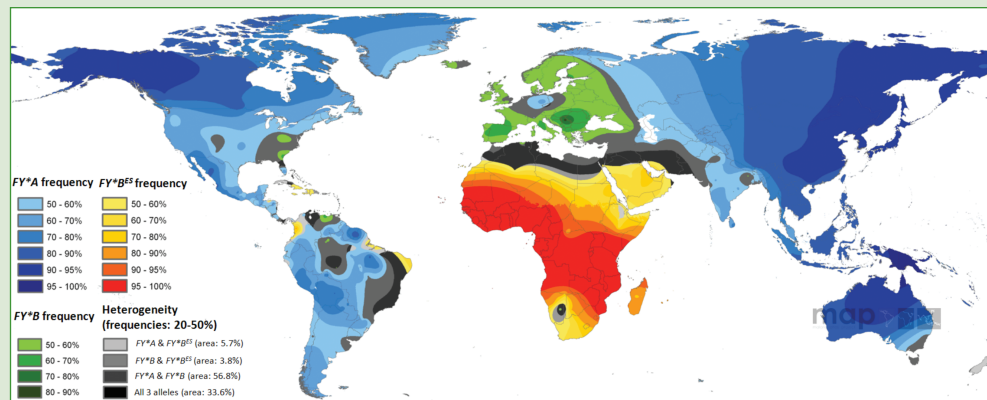 FY*A frequency FY*B^ES frequency
50 - 60% 50 - 60%
60 - 70% 60 - 70%
70 - 80% 70 - 80%
80 - 90% 80 - 90%
90 - 95% 90 - 95%
95 - 100% 95 - 100%
FY*B frequency
50 - 60%
60 - 70%
70 - 80%
80 - 90%
Heterogeneity
(frequencies: 20-50%)
FY*A & FY*B^ES (area: 5.7%)
FY*B & FY*B^ES (area: 3.8%)
FY*A & FY*B (area: 56.8%)
All 3 alleles (area: 33.6%)
map